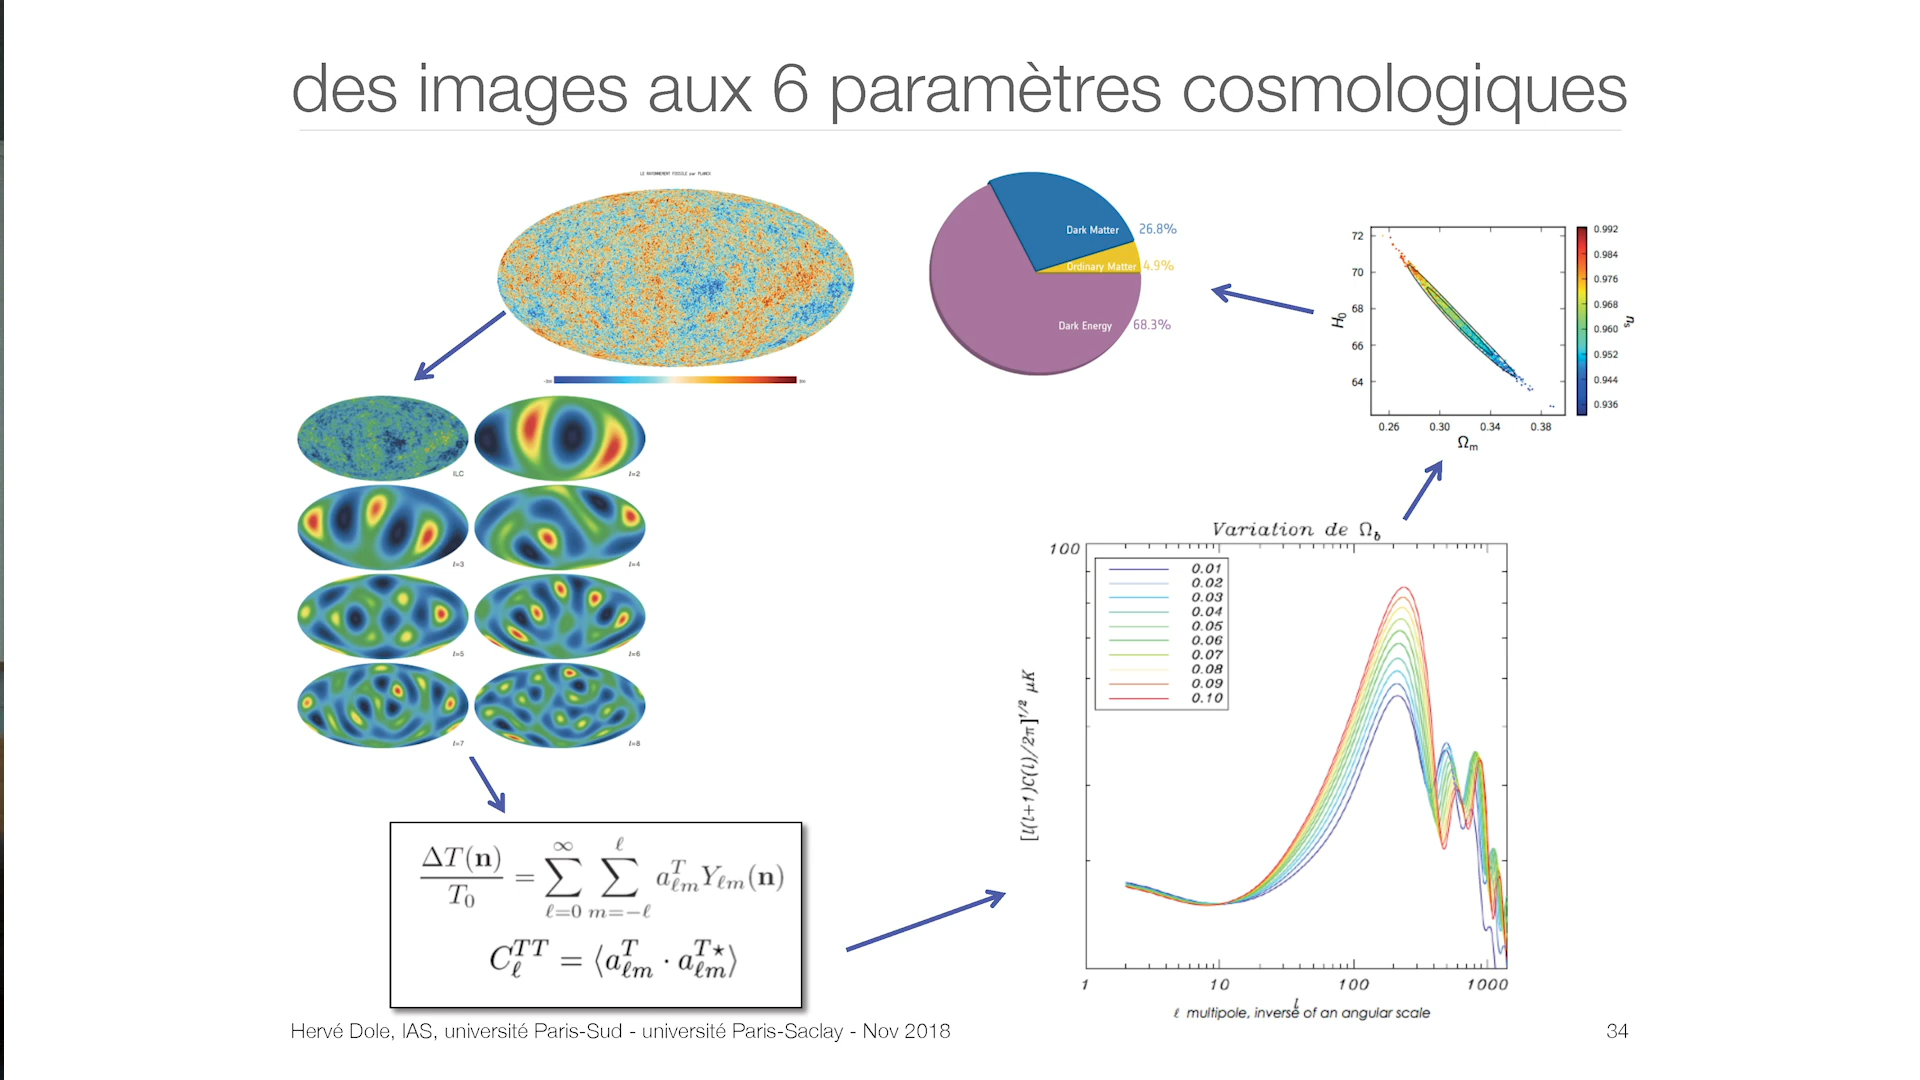 des images aux 6 paramètres cosmologiques
LE RAYONNEMENT FOSSILE par PLANCK
Dark Matter 26.8%
Ordinary Matter 4.9%
Dark Energy 68.3%
72
70
68
66
64
H₀
0.26 0.30 0.34 0.38
Ωₘ
0.992
0.984
0.976
0.968
0.960
0.952
0.944
0.936
nₛ
ILC
l=2
l=3
l=4
l=5
l=6
l=7
l=8
ΔT(n)/T₀ = ∑_{ℓ=0}^{∞} ∑_{m=−ℓ}^{ℓ} a^T_{ℓm} Y_{ℓm}(n)
C_ℓ^{TT} = ⟨a^T_{ℓm} · a^{T⋆}_{ℓm}⟩
Variation de Ω_b
100
0.01
0.02
0.03
0.04
0.05
0.06
0.07
0.08
0.09
0.10
[l(l+1)C(l)/2π]^{1/2} μK
1 10 100 1000
l
ℓ multipole, inverse of an angular scale
Hervé Dole, IAS, université Paris-Sud - université Paris-Saclay - Nov 2018
34